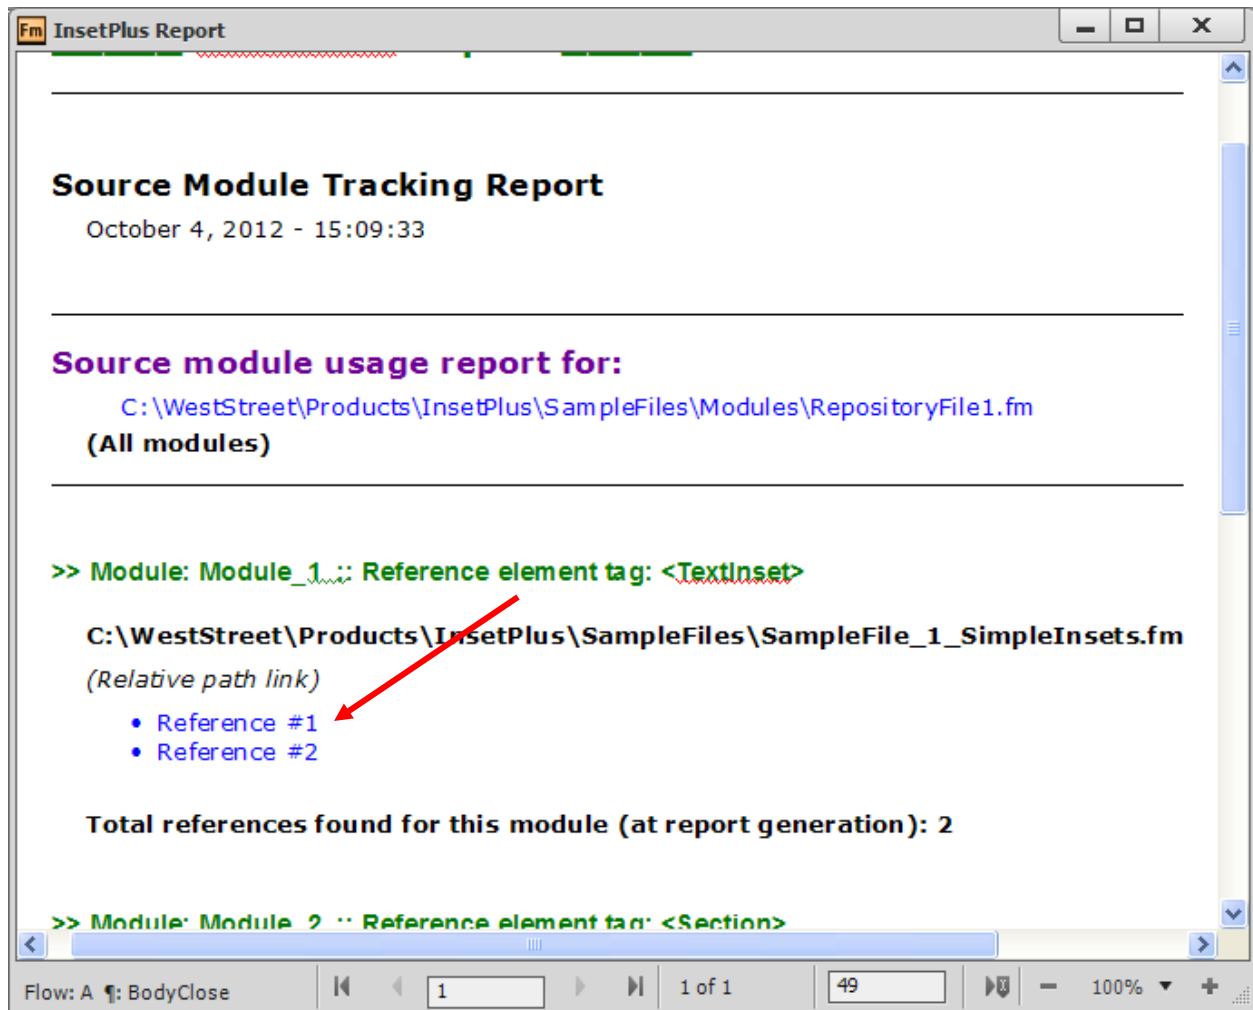 Fm InsetPlus Report
Source Module Tracking Report
October 4, 2012 - 15:09:33
Source module usage report for:
C:\WestStreet\Products\InsetPlus\SampleFiles\Modules\RepositoryFile1.fm
(All modules)
>> Module: Module_1 :: Reference element tag: <TextInset>
C:\WestStreet\Products\InsetPlus\SampleFiles\SampleFile_1_SimpleInsets.fm
(Relative path link)
• Reference #1
• Reference #2
Total references found for this module (at report generation): 2
>> Module: Module_2 :: Reference element tag: <Section>
Flow: A ¶: BodyClose 1 1 of 1 49 100%